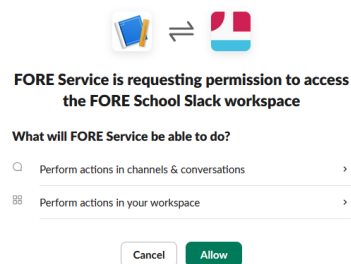 FORE Service is requesting permission to access
the FORE School Slack workspace
What will FORE Service be able to do?
Perform actions in channels & conversations
Perform actions in your workspace
Cancel Allow